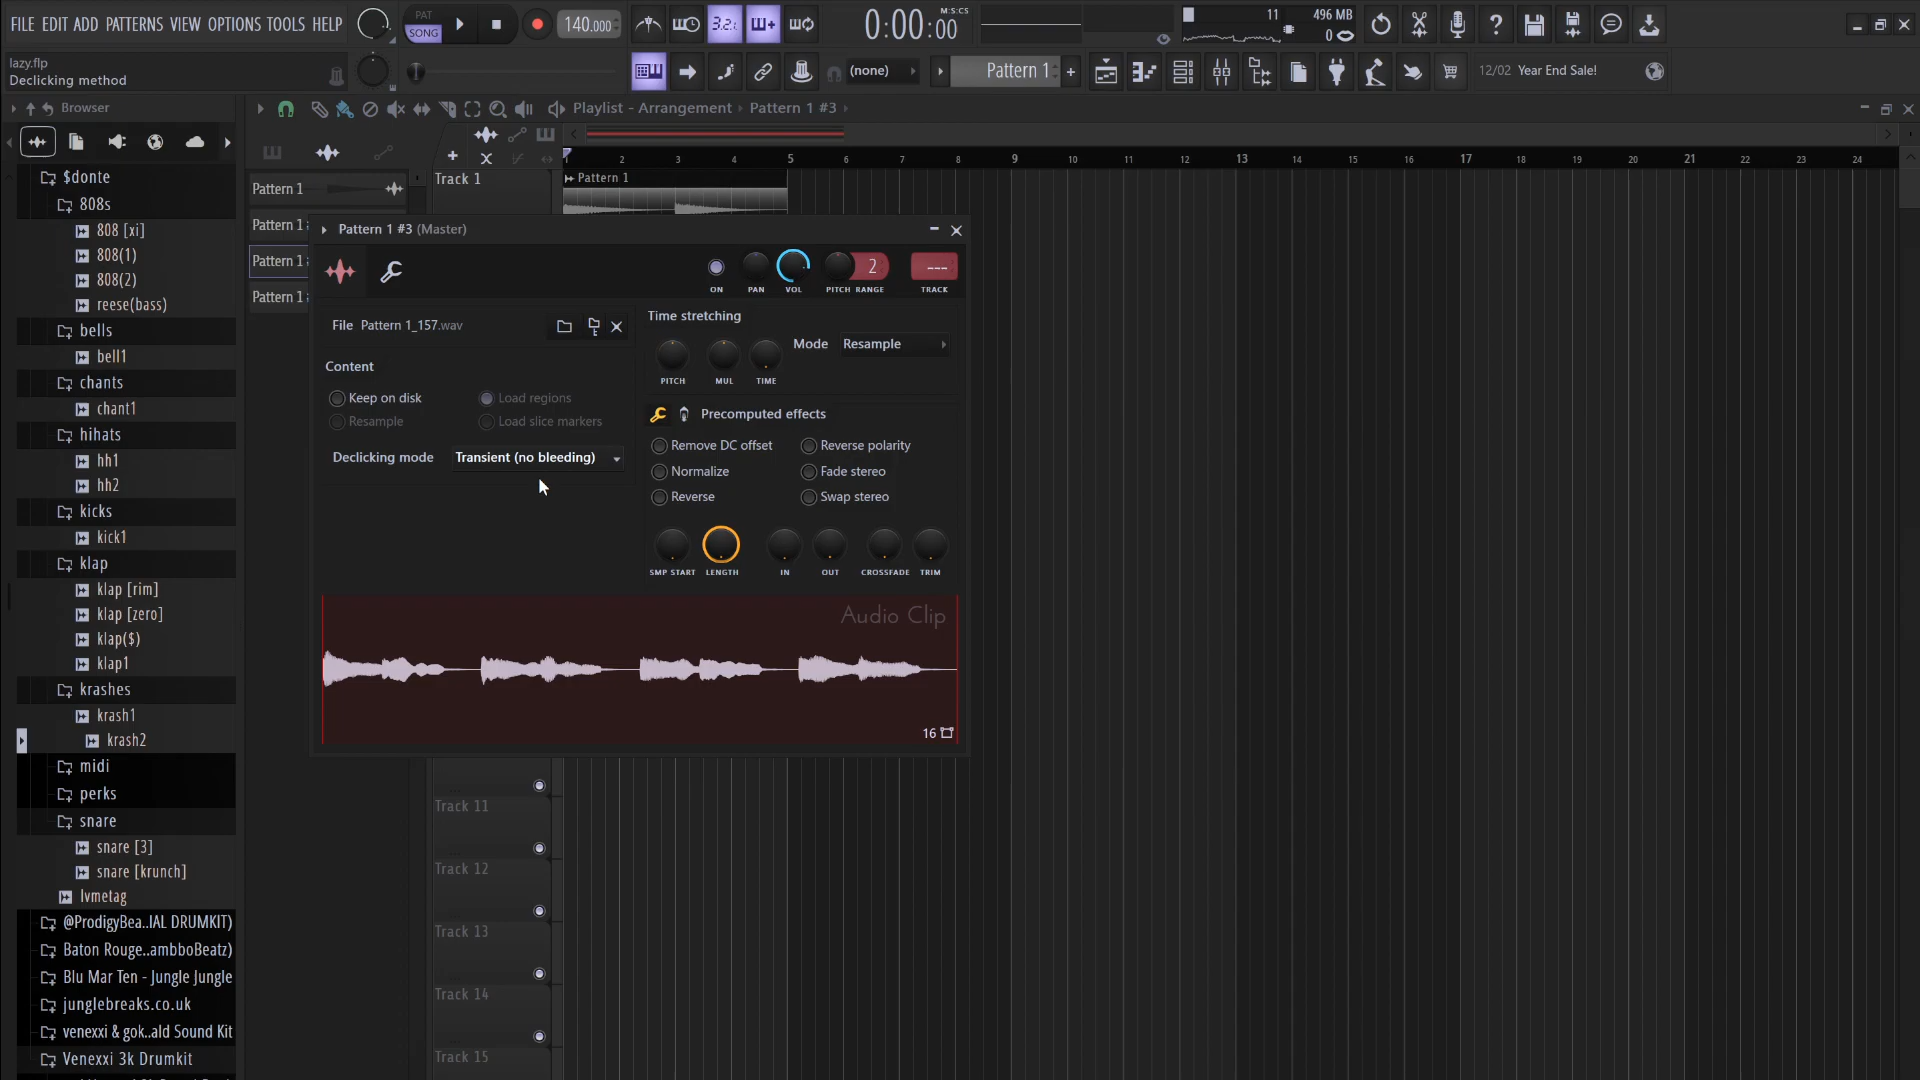 FILE EDIT ADD PATTERNS VIEW OPTIONS TOOLS HELP
PAT
SONG
140.000
3.2
0:00:00
M:S:CS
11
496 MB
0
lazy.flp
Declicking method
(none)
Pattern 1
12/02 Year End Sale!
Browser
Playlist - Arrangement
Pattern 1 #3
1 2 3 4 5 6 7 8 9 10 11 12 13 14 15 16 17 18 19 20 21 22 23 24
$donte
808s
808 [xi]
808(1)
808(2)
reese(bass)
bells
bell1
chants
chant1
hihats
hh1
hh2
kicks
kick1
klap
klap [rim]
klap [zero]
klap($)
klap1
krashes
krash1
krash2
midi
perks
snare
snare [3]
snare [krunch]
lvmetag
@ProdigyBea..IAL DRUMKIT)
Baton Rouge..ambboBeatz)
Blu Mar Ten - Jungle Jungle
junglebreaks.co.uk
venexxi & gok..ald Sound Kit
Venexxi 3k Drumkit
Pattern 1
Pattern 1
Pattern 1
Pattern 1
Track 1
Pattern 1
Pattern 1 #3 (Master)
ON
PAN
VOL
PITCH
2
RANGE
---
TRACK
File Pattern 1_157.wav
Content
Keep on disk
Load regions
Resample
Load slice markers
Declicking mode
Transient (no bleeding)
Time stretching
PITCH
MUL
TIME
Mode
Resample
Precomputed effects
Remove DC offset
Reverse polarity
Normalize
Fade stereo
Reverse
Swap stereo
SMP START
LENGTH
IN
OUT
CROSSFADE
TRIM
Audio Clip
16
Track 11
Track 12
Track 13
Track 14
Track 15